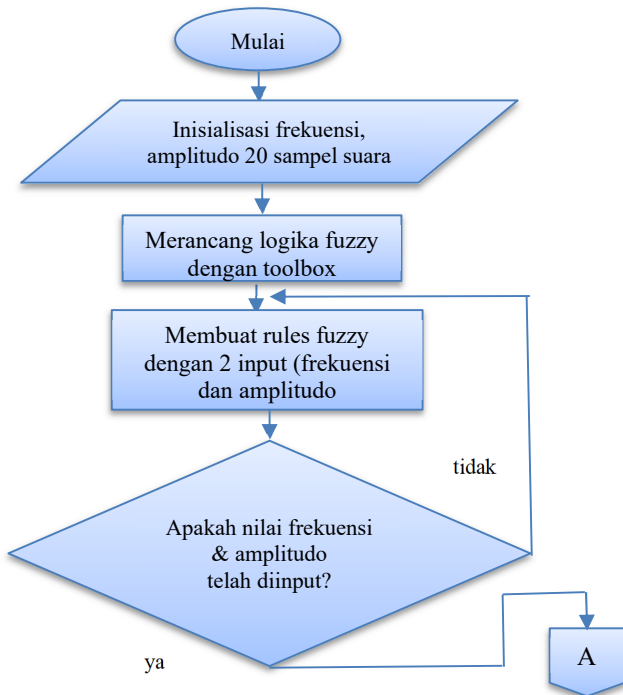 Mulai
Inisialisasi frekuensi,
amplitudo 20 sampel suara
Merancang logika fuzzy
dengan toolbox
Membuat rules fuzzy
dengan 2 input (frekuensi
dan amplitudo
tidak
Apakah nilai frekuensi
& amplitudo
telah diinput?
ya
A